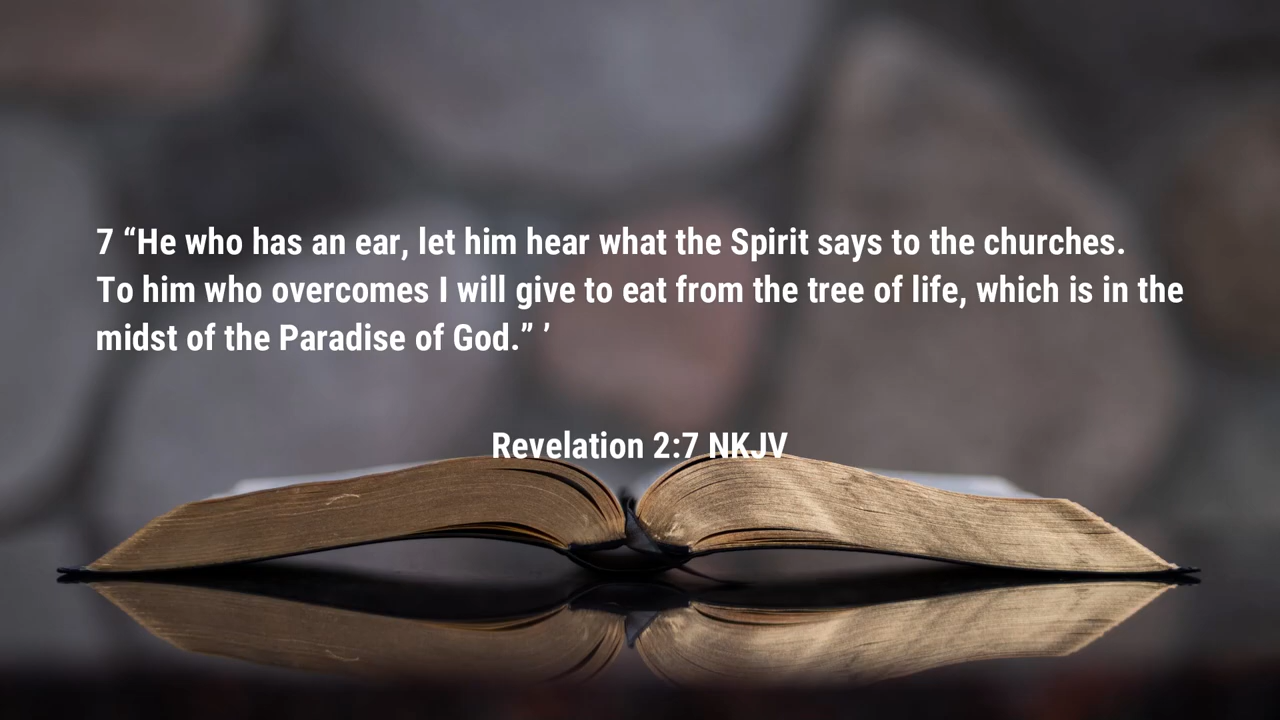 7 “He who has an ear, let him hear what the Spirit says to the churches.
To him who overcomes I will give to eat from the tree of life, which is in the
midst of the Paradise of God.” ’
Revelation 2:7 NKJV